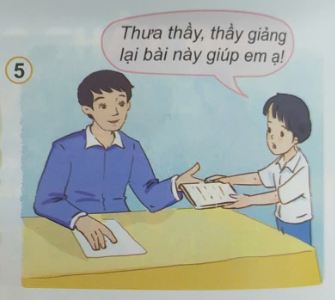 Thưa thầy, thầy giảng
lại bài này giúp em ạ!
5